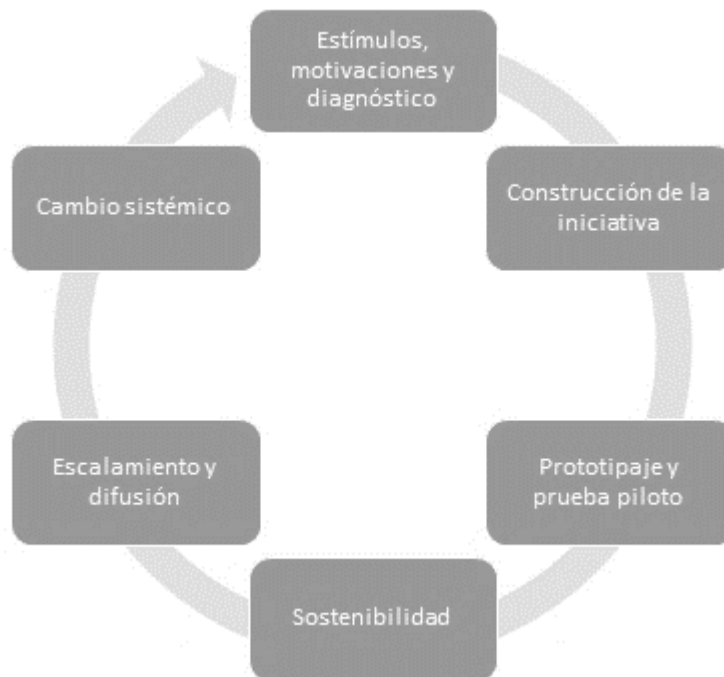 Estímulos,
motivaciones y
diagnóstico
Construcción de la
iniciativa
Prototipaje y
prueba piloto
Sostenibilidad
Escalamiento y
difusión
Cambio sistémico